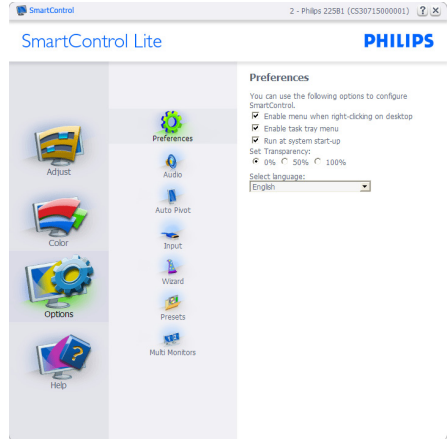 SmartControl
2 - Philips 225B1 (CS30715000001)
? X
SmartControl Lite
PHILIPS
Adjust
Color
Options
Help
Preferences
Audio
Auto Pivot
Input
Wizard
Presets
Multi Monitors
Preferences
You can use the following options to configure
SmartControl.
Enable menu when right-clicking on desktop
Enable task tray menu
Run at system start-up
Set Transparency:
0% 50% 100%
Select language:
English